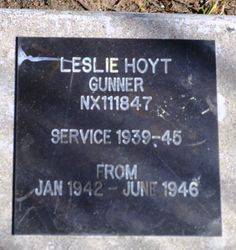 LESLIE HOYT
GUNNER
NX111847
SERVICE 1939-45
FROM
JAN 1942 - JUNE 1946